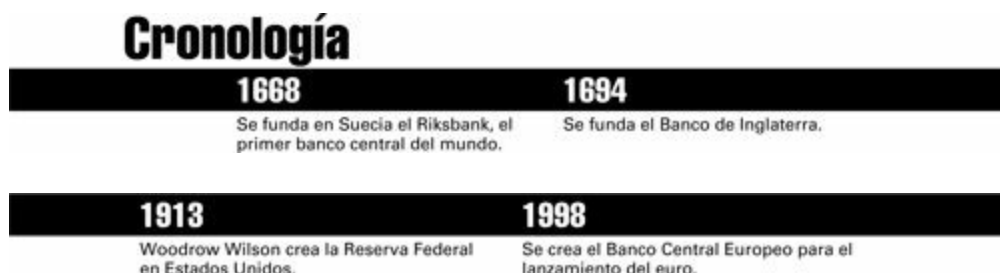 Cronología
1668
1694
Se funda en Suecia el Riksbank, el
primer banco central del mundo.
Se funda el Banco de Inglaterra.
1913
1998
Woodrow Wilson crea la Reserva Federal
en Estados Unidos.
Se crea el Banco Central Europeo para el
lanzamiento del euro.